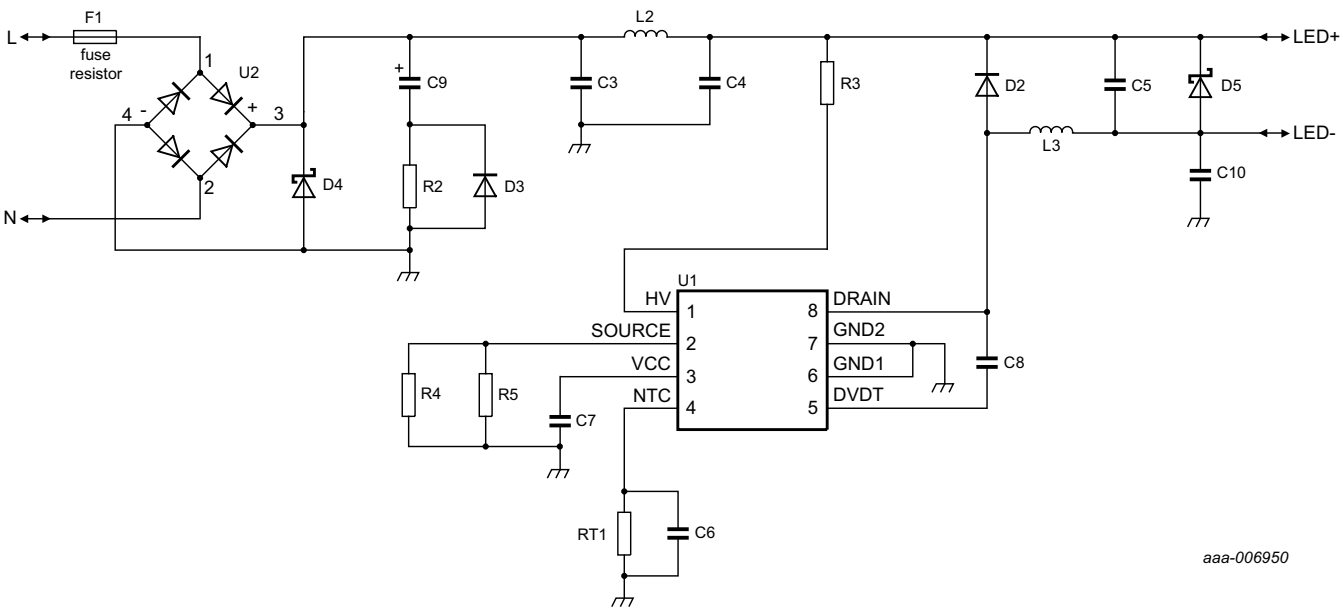 F1
L
fuse
resistor
1
U2
4
-
+
3
2
N
D4
+
C9
R2
D3
C3
L2
C4
R3
D2
C5
D5
LED+
L3
LED-
C10
U1
HV
1
8
DRAIN
SOURCE
2
7
GND2
VCC
3
6
GND1
NTC
4
5
DVDT
C8
R4
R5
C7
RT1
C6
aaa-006950